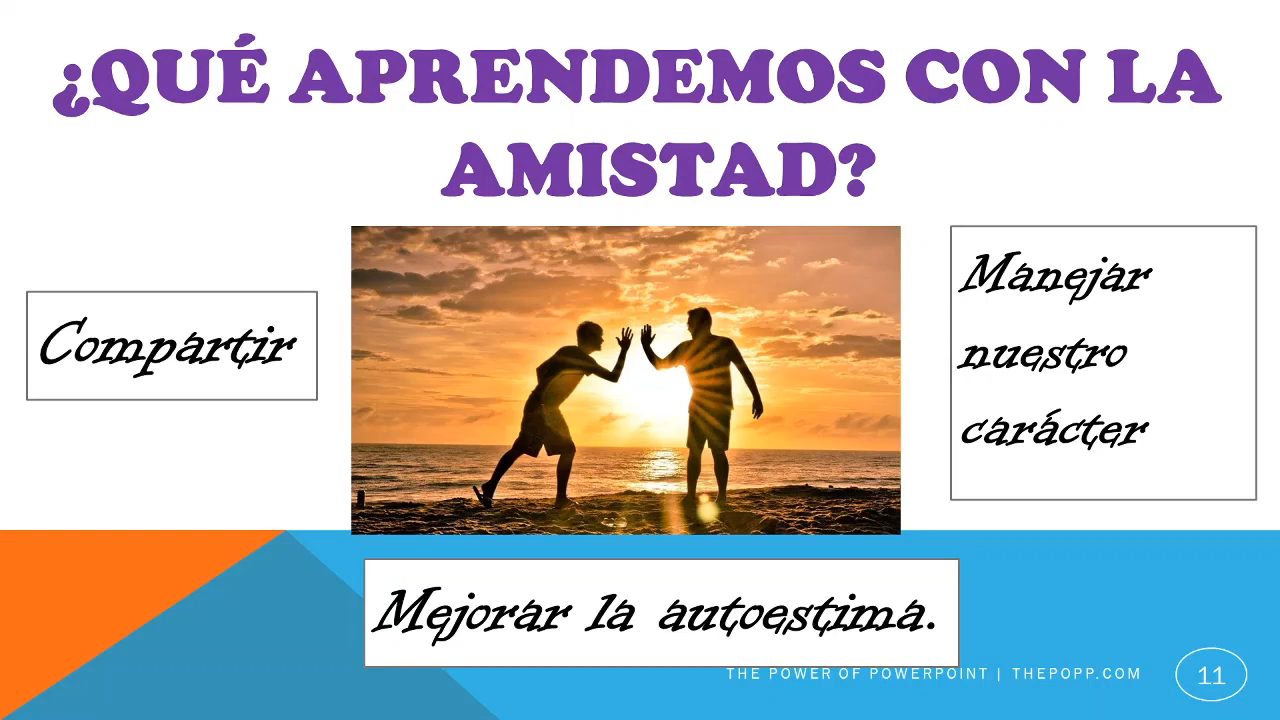 ¿QUÉ APRENDEMOS CON LA
AMISTAD?
Compartir
Manejar
nuestro
carácter
Mejorar la autoestima.
THE POWER OF POWERPOINT | THEPOPP.COM
11